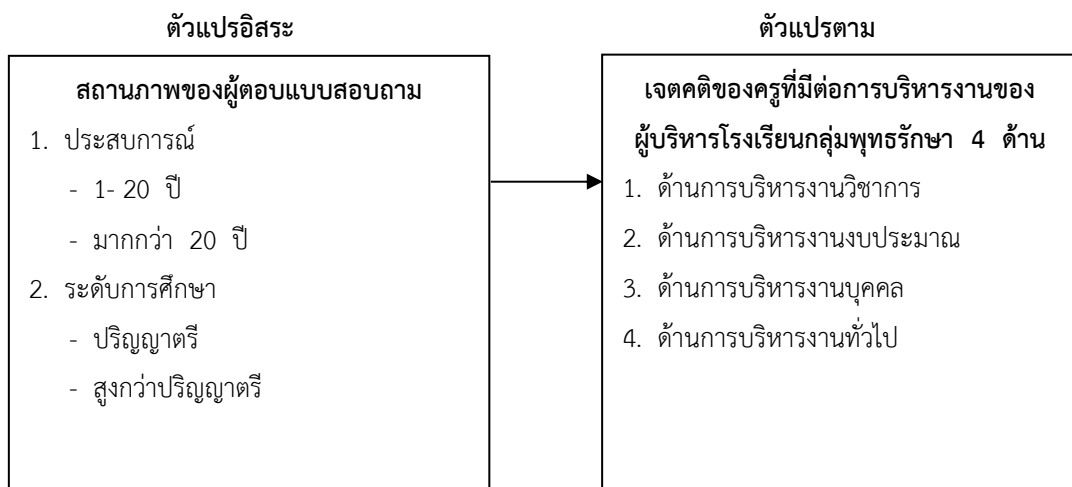 ตัวแปรอิสระ
สถานภาพของผู้ตอบแบบสอบถาม
1. ประสบการณ์
- 1- 20 ปี
- มากกว่า 20 ปี
2. ระดับการศึกษา
- ปริญญาตรี
- สูงกว่าปริญญาตรี
ตัวแปรตาม
เจตคติของครูที่มีต่อการบริหารงานของ
ผู้บริหารโรงเรียนกลุ่มพุทธรักษา 4 ด้าน
1. ด้านการบริหารงานวิชาการ
2. ด้านการบริหารงานงบประมาณ
3. ด้านการบริหารงานบุคคล
4. ด้านการบริหารงานทั่วไป